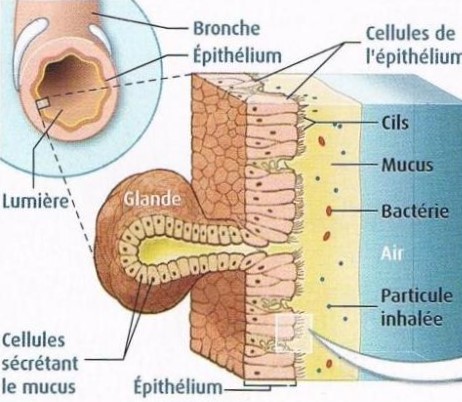 Bronche
Épithélium
Lumière
Cellules de
l'épithélium
Cils
Mucus
Bactérie
Air
Particule
inhalée
Glande
Cellules
sécrétant
le mucus
Épithélium